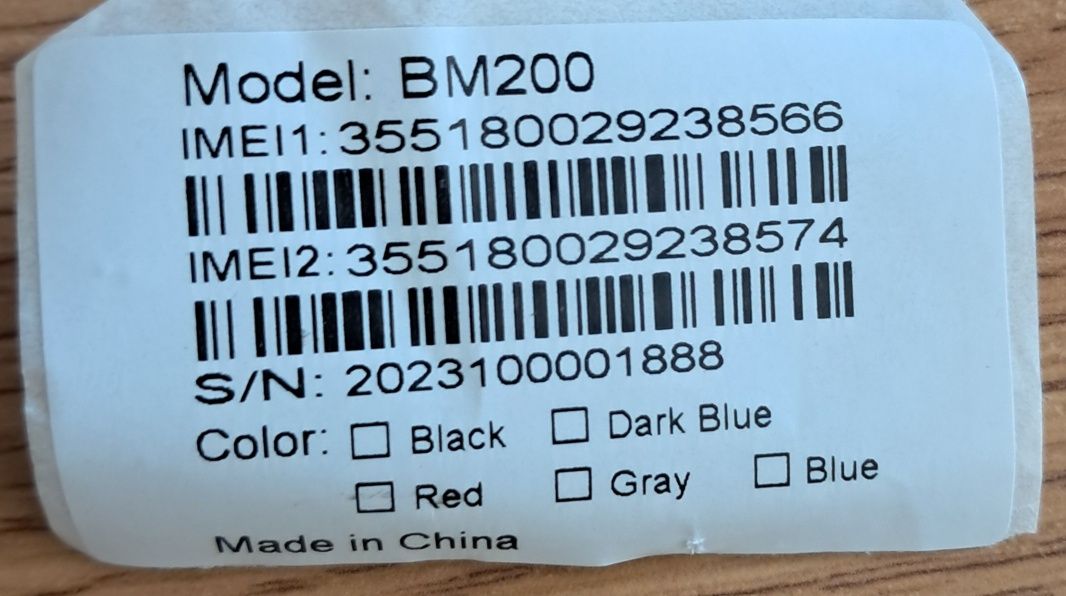 Model: BM200
IMEI1:355180029238566
IMEI2:355180029238574
S/N: 2023100001888
Color: □ Black □ Dark Blue
□ Red □ Gray □ Blue
Made in China